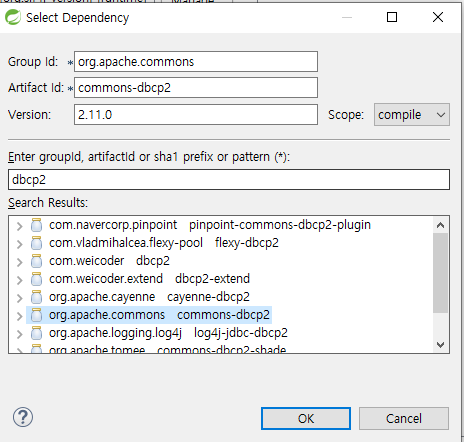 Select Dependency
Group Id: * org.apache.commons
Artifact Id: * commons-dbcp2
Version: 2.11.0 Scope: compile
Enter groupId, artifactId or sha1 prefix or pattern (*):
dbcp2
Search Results:
com.navercorp.pinpoint pinpoint-commons-dbcp2-plugin
com.vladmihalcea.flexy-pool flexy-dbcp2
com.weicoder dbcp2
com.weicoder.extend dbcp2-extend
org.apache.cayenne cayenne-dbcp2
org.apache.commons commons-dbcp2
org.apache.logging.log4j log4j-jdbc-dbcp2
org.apache.tomee commons-dbcp2-shade
OK Cancel